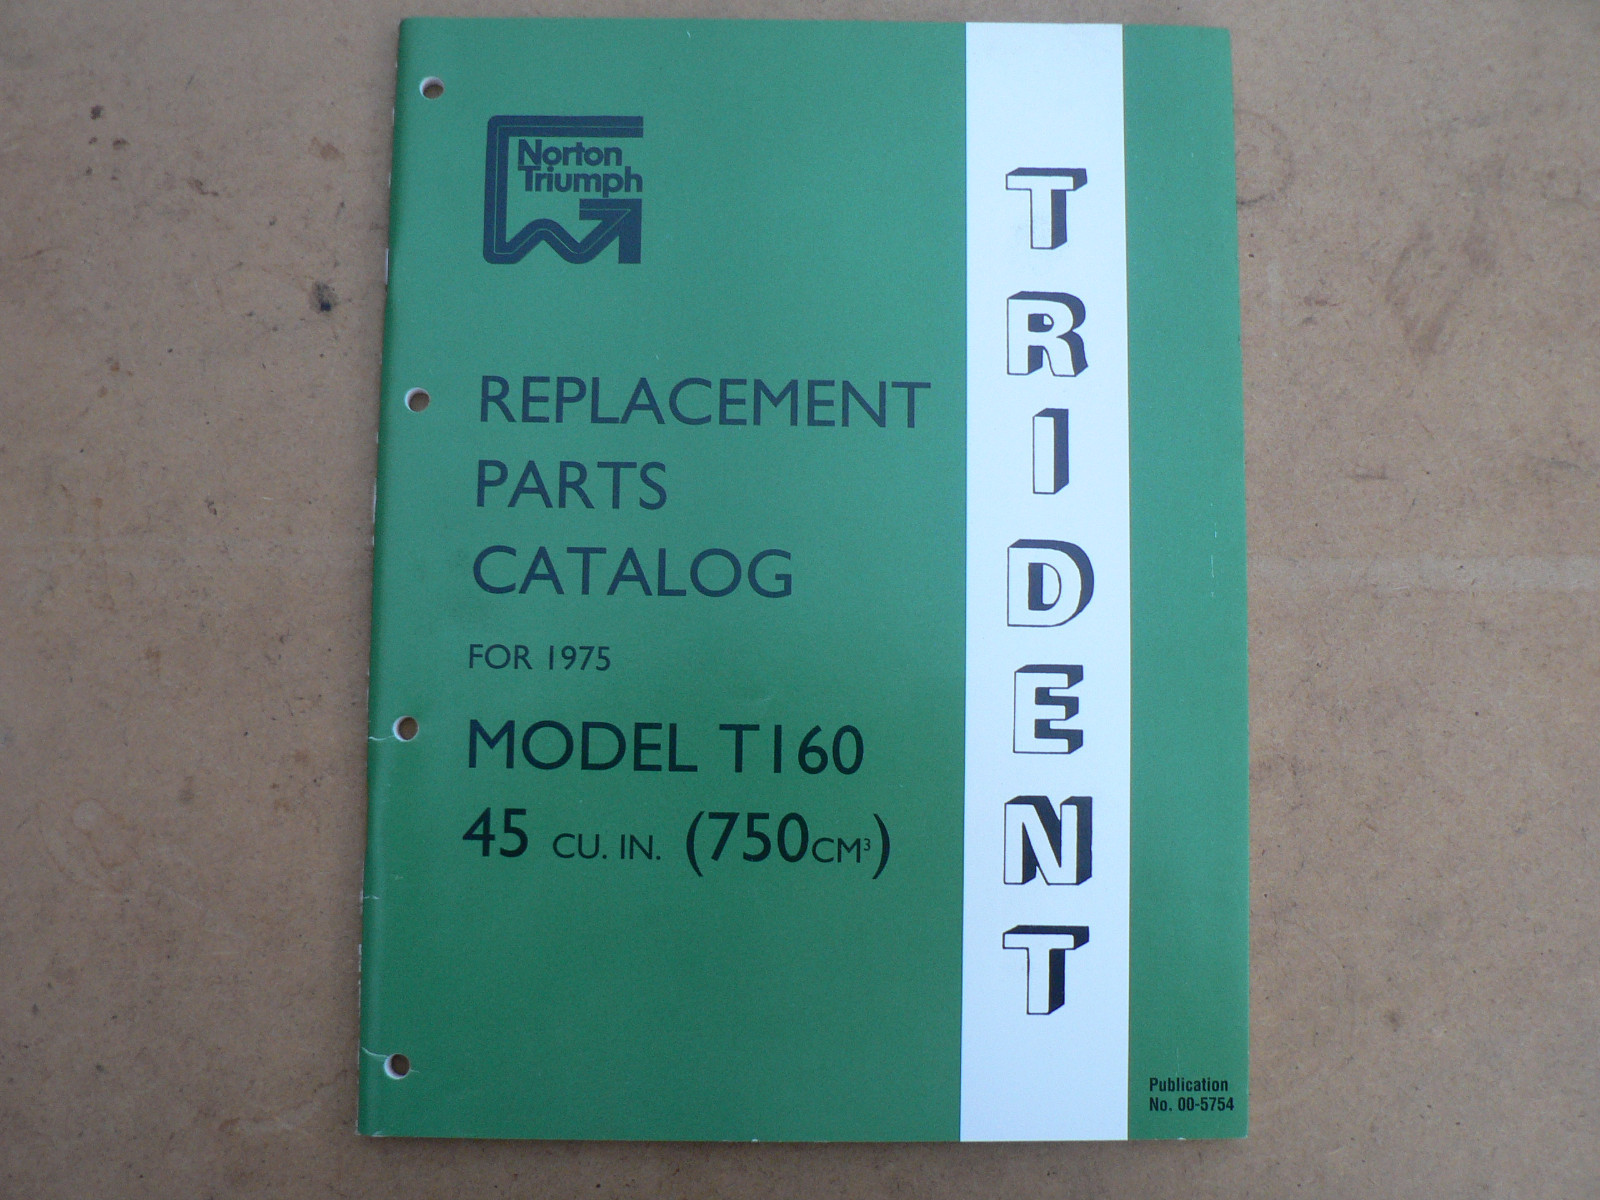 Norton
Triumph
REPLACEMENT
PARTS
CATALOG
FOR 1975
MODEL T160
45 CU. IN. (750CM³)
TRIDENT
Publication
No. 00-5754